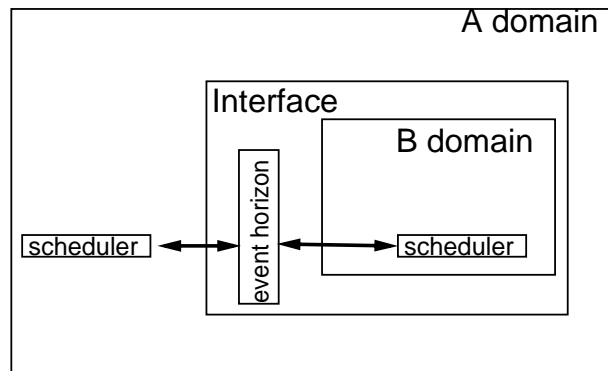 A domain
Interface
B domain
event horizon
scheduler
scheduler